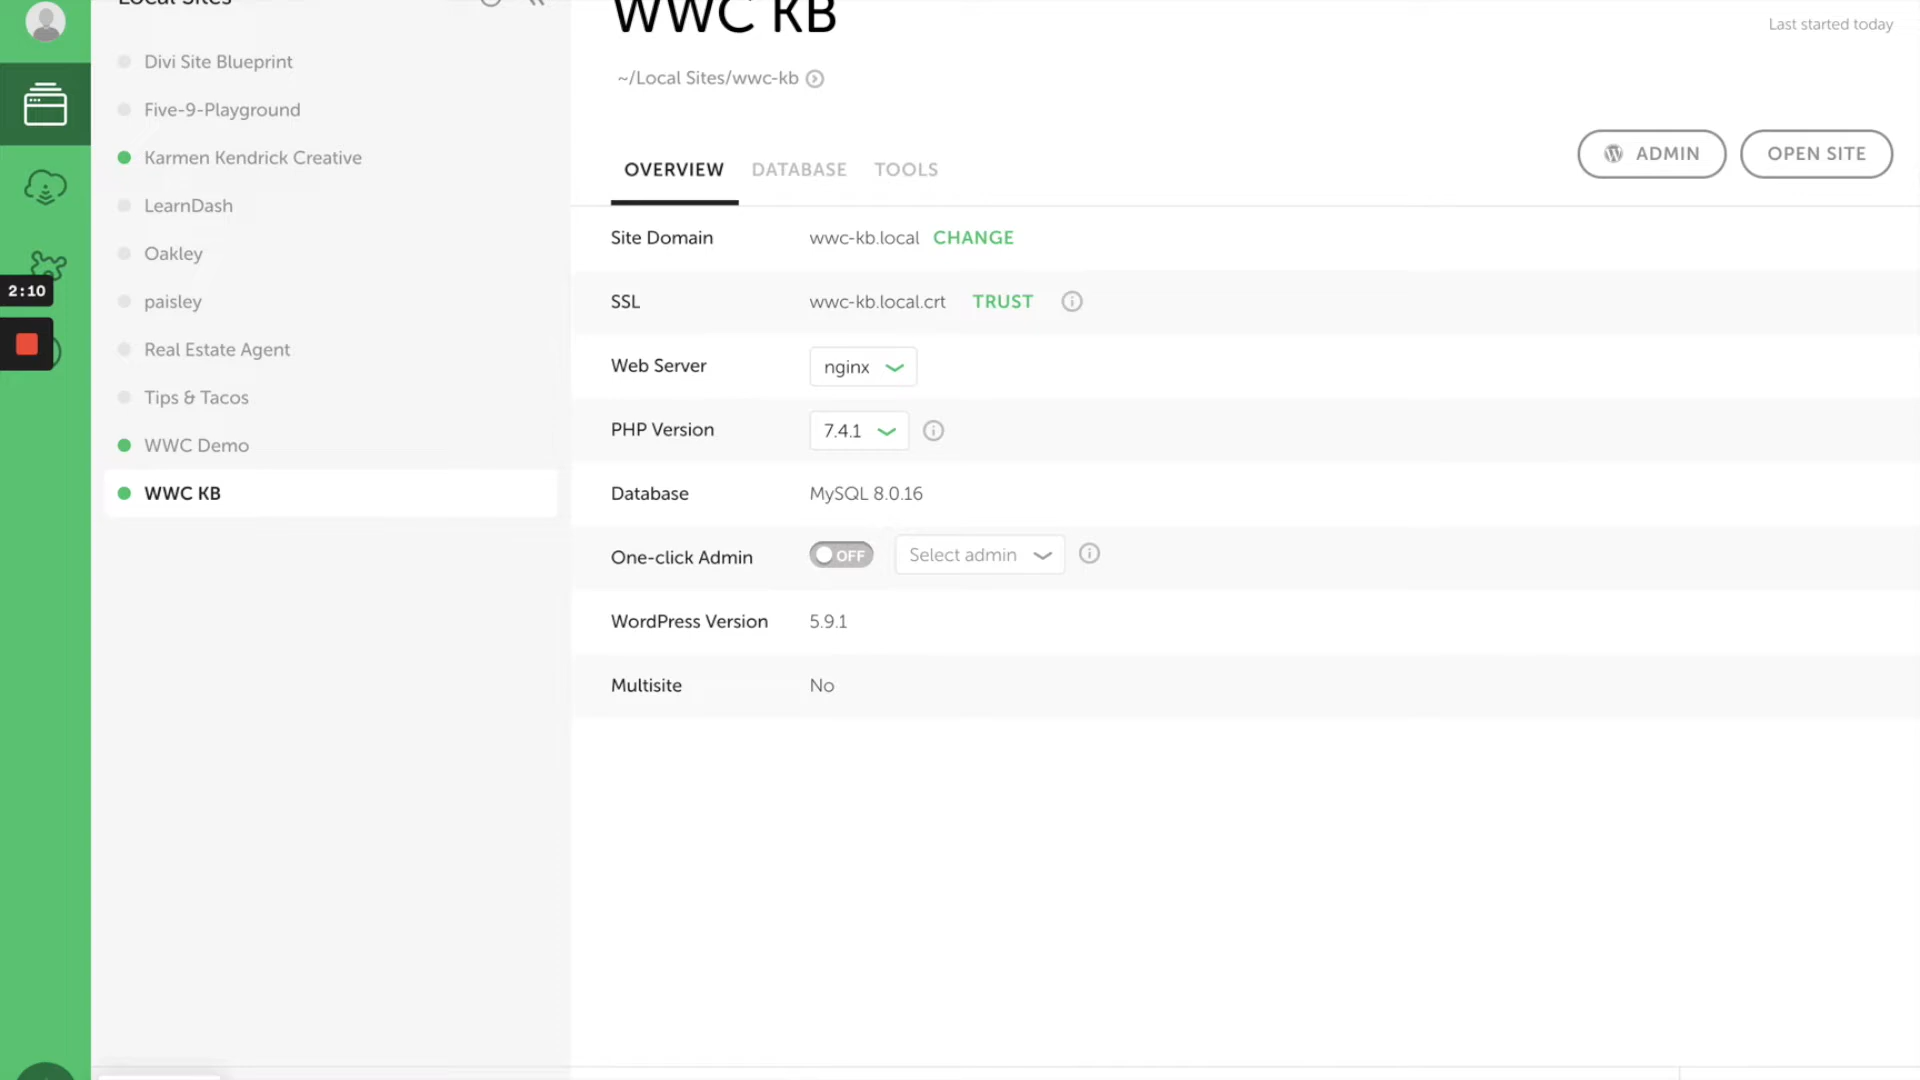 Local Sites
Divi Site Blueprint
Five-9-Playground
Karmen Kendrick Creative
LearnDash
Oakley
paisley
Real Estate Agent
Tips & Tacos
WWC Demo
WWC KB
2:10
WWC KB
Last started today
~/Local Sites/wwc-kb
ADMIN
OPEN SITE
OVERVIEW
DATABASE
TOOLS
Site Domain
wwc-kb.local
CHANGE
SSL
wwc-kb.local.crt
TRUST
Web Server
nginx
PHP Version
7.4.1
Database
MySQL 8.0.16
One-click Admin
OFF
Select admin
WordPress Version
5.9.1
Multisite
No